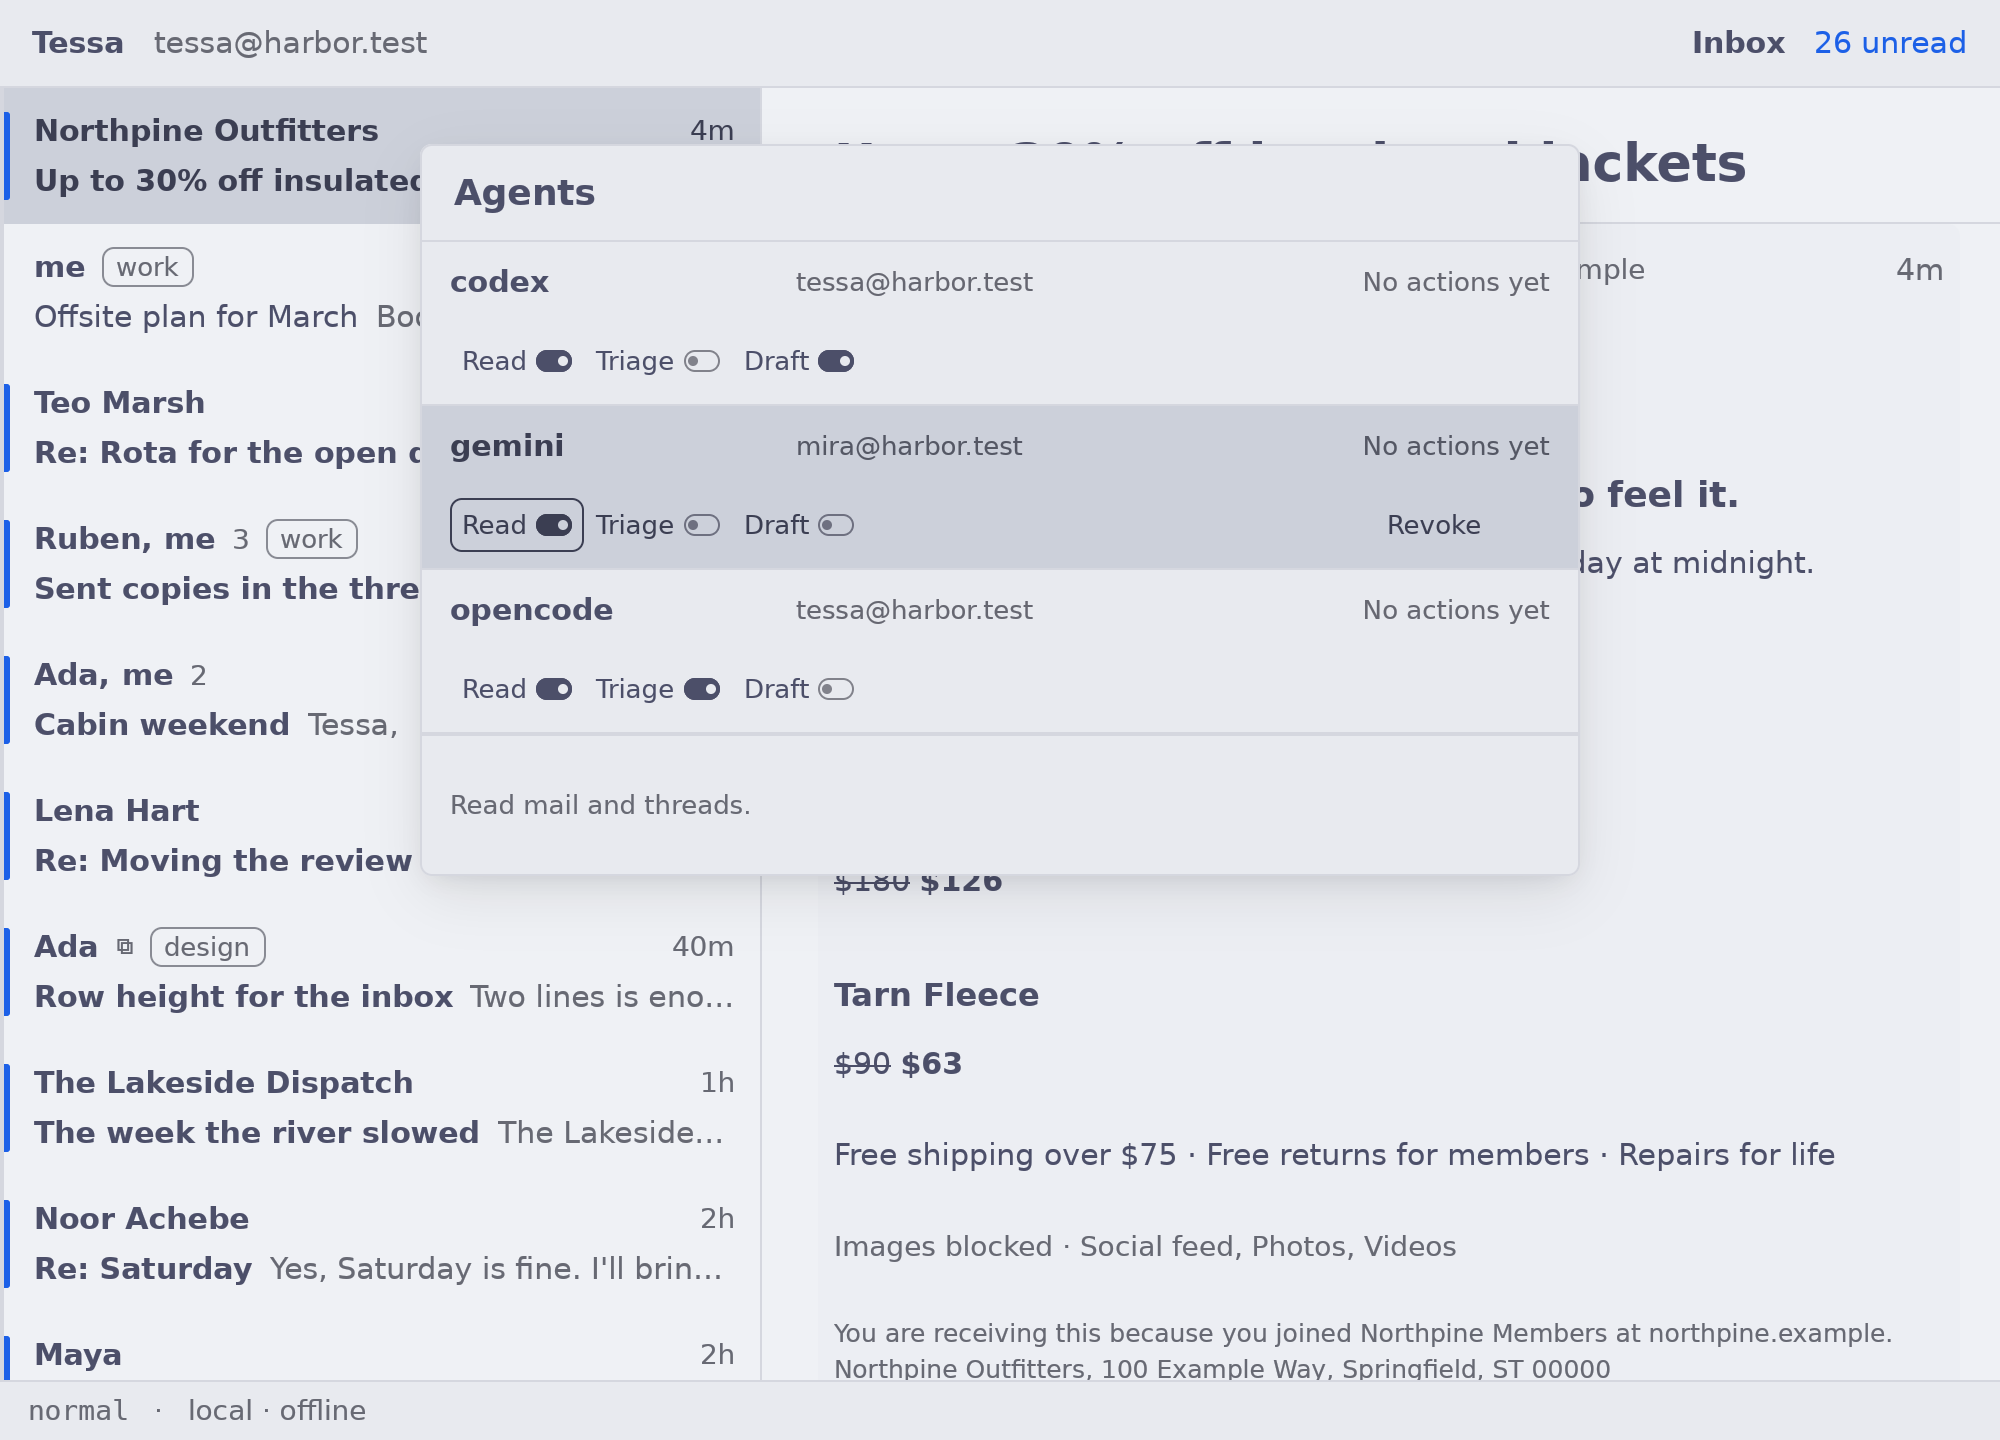 Tessa tessa@harbor.test
Inbox 26 unread
Northpine Outfitters 4m
Up to 30% off insulated
me work
Offsite plan for March
Teo Marsh
Re: Rota for the open
Ruben, me 3 work
Sent copies in the
Ada, me 2
Cabin weekend Tessa,
Lena Hart
Re: Moving the review
Ada design 40m
Row height for the inbox Two lines is eno...
The Lakeside Dispatch 1h
The week the river slowed The Lakeside...
Noor Achebe 2h
Re: Saturday Yes, Saturday is fine. I'll brin...
Maya 2h
Agents
codex tessa@harbor.test No actions yet
Read Triage Draft
gemini mira@harbor.test No actions yet
Read Triage Draft Revoke
opencode tessa@harbor.test No actions yet
Read Triage Draft
Read mail and threads.
4m
feel it.
at midnight.
$180 $126
Tarn Fleece
$90 $63
Free shipping over $75 · Free returns for members · Repairs for life
Images blocked · Social feed, Photos, Videos
You are receiving this because you joined Northpine Members at northpine.example.
Northpine Outfitters, 100 Example Way, Springfield, ST 00000
normal · local · offline